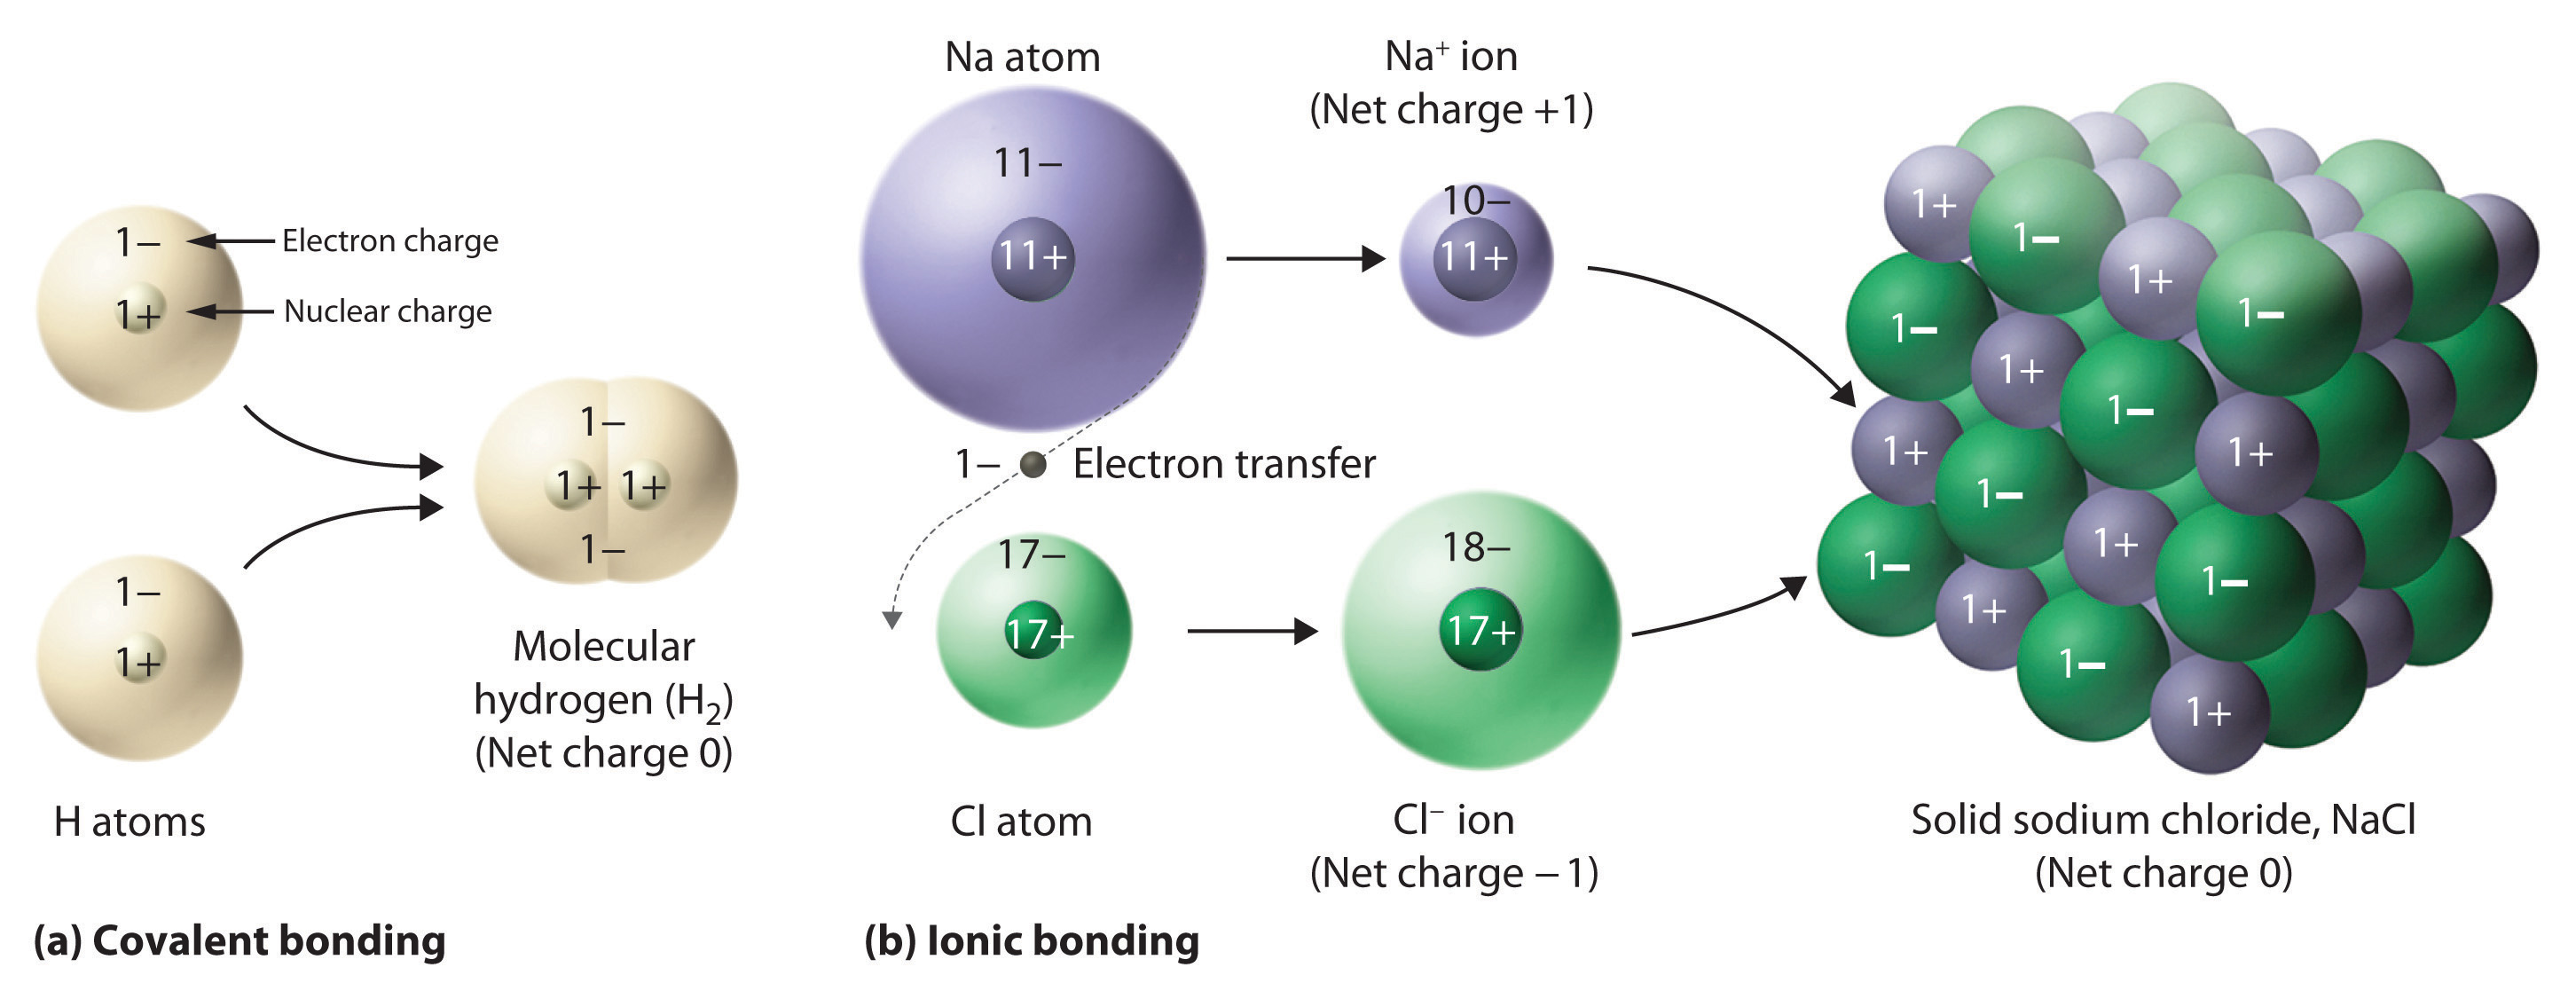 1–
Electron charge
1+
Nuclear charge
1–
1+
H atoms
1–
1+ 1+
1–
Molecular
hydrogen (H₂)
(Net charge 0)
(a) Covalent bonding
Na atom
11–
11+
Na⁺ ion
(Net charge +1)
10–
11+
1– Electron transfer
17–
17+
Cl atom
18–
17+
Cl⁻ ion
(Net charge – 1)
1+
1–
1+
1–
1–
1+
1–
1+
1+
1–
1+
1–
1–
1+
1–
1+
Solid sodium chloride, NaCl
(Net charge 0)
(b) Ionic bonding